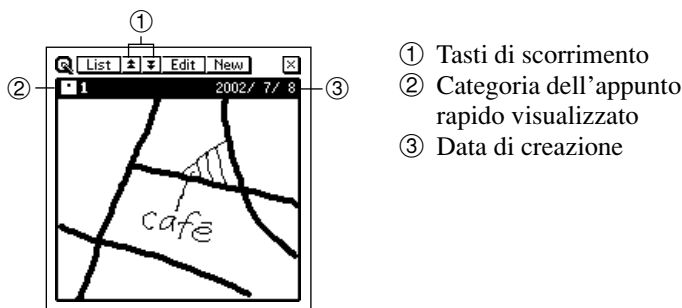 ①
List Edit New
② 1 2002/ 7/ 8 ③
café
① Tasti di scorrimento
② Categoria dell'appunto
rapido visualizzato
③ Data di creazione